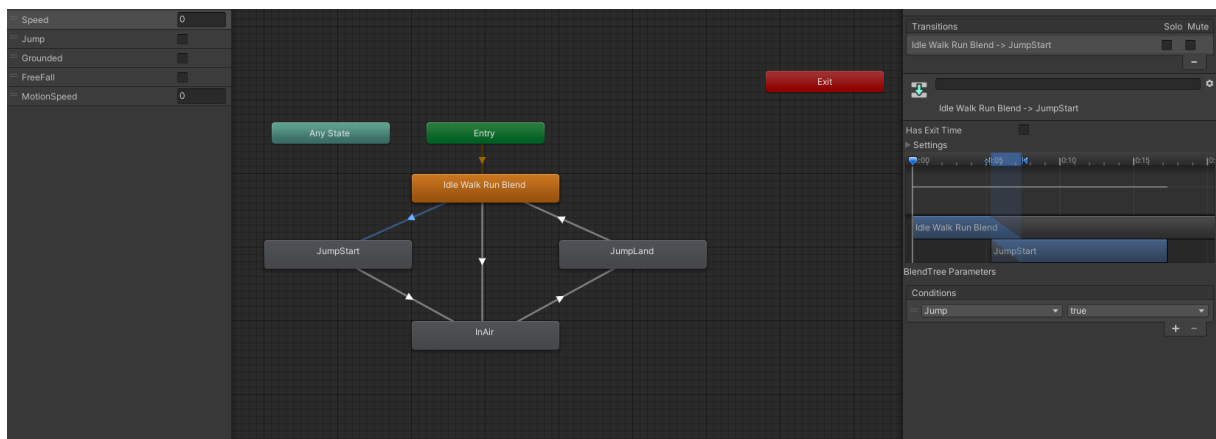 Speed 0
Jump
Grounded
FreeFall
MotionSpeed 0
Any State
Entry
Exit
Idle Walk Run Blend
JumpStart
JumpLand
InAir
Transitions Solo Mute
Idle Walk Run Blend -> JumpStart
Idle Walk Run Blend -> JumpStart
Has Exit Time
Settings
0:05 0:10 0:15
Idle Walk Run Blend
JumpStart
BlendTree Parameters
Conditions
Jump true